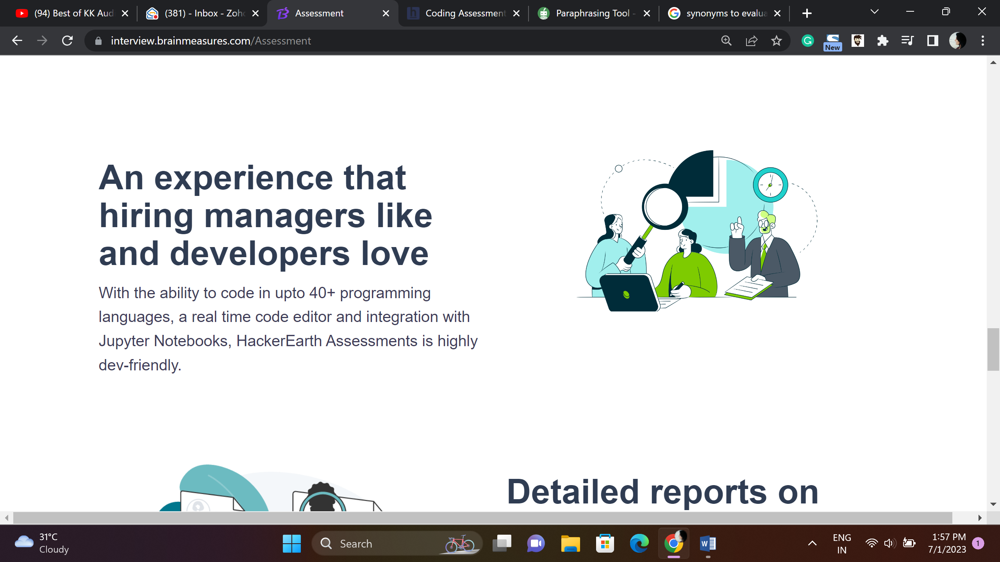 (94) Best of KK Aud
(381) - Inbox - Zoho
Assessment
Coding Assessment
Paraphrasing Tool -
synonyms to evalua
interview.brainmeasures.com/Assessment
New
An experience that
hiring managers like
and developers love
With the ability to code in upto 40+ programming
languages, a real time code editor and integration with
Jupyter Notebooks, HackerEarth Assessments is highly
dev-friendly.
Detailed reports on
31°C
Cloudy
Search
ENG
IN
1:57 PM
7/1/2023
1